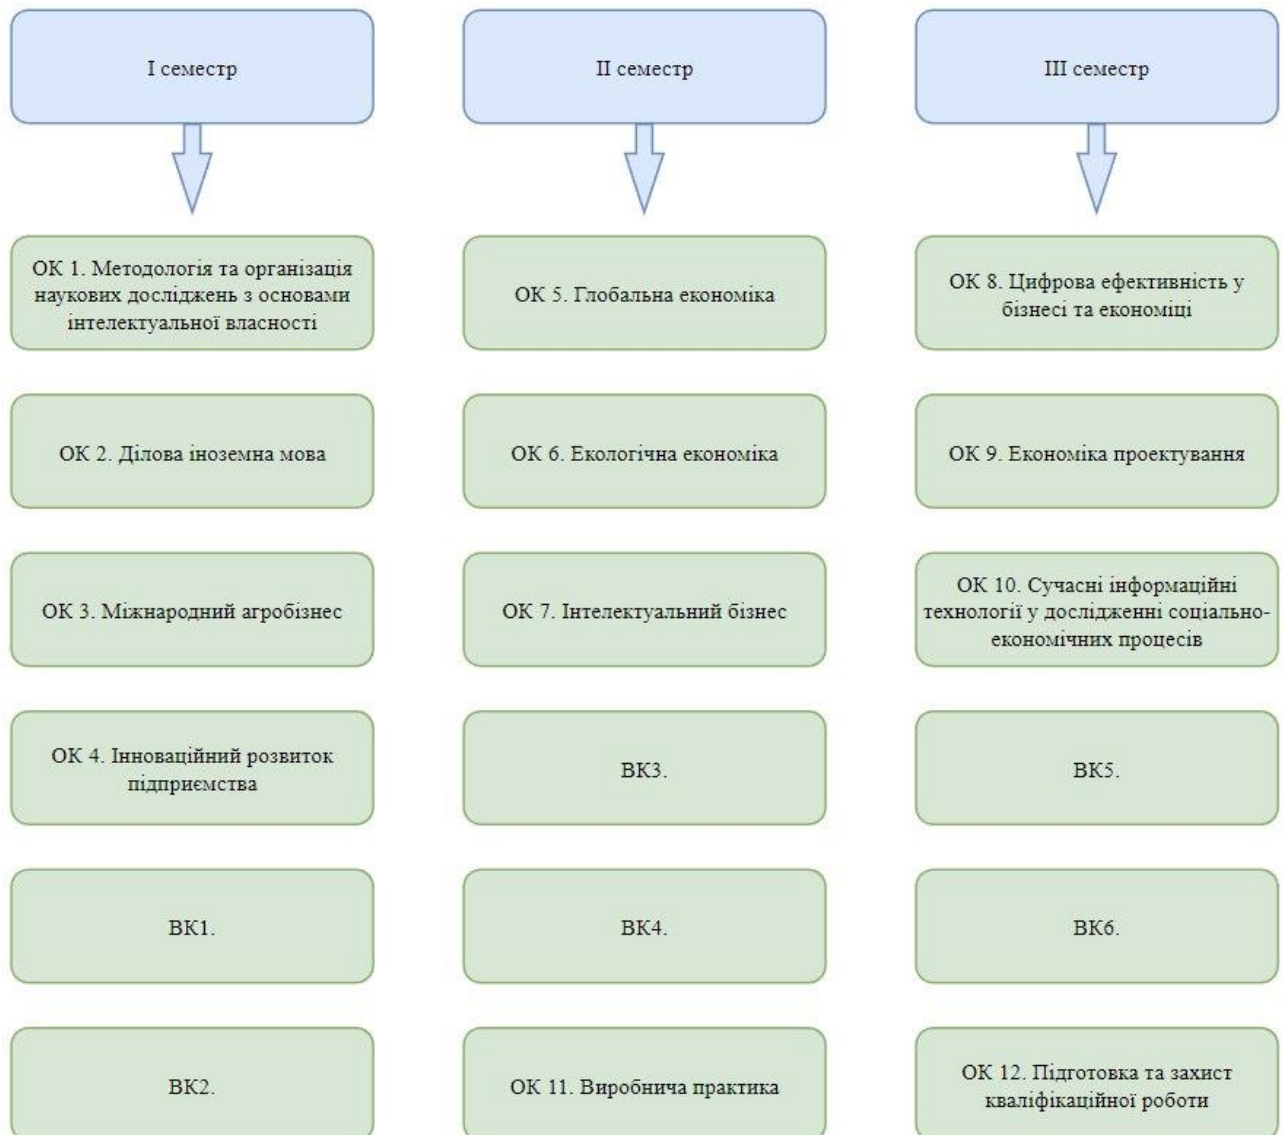 І семестр
ІІ семестр
ІІІ семестр
ОК 1. Методологія та організація
наукових досліджень з основами
інтелектуальної власності
ОК 5. Глобальна економіка
ОК 8. Цифрова ефективність у
бізнесі та економіці
ОК 2. Ділова іноземна мова
ОК 6. Екологічна економіка
ОК 9. Економіка проектування
ОК 3. Міжнародний агробізнес
ОК 7. Інтелектуальний бізнес
ОК 10. Сучасні інформаційні
технології у дослідженні соціально-
економічних процесів
ОК 4. Інноваційний розвиток
підприємства
ВК3.
ВК5.
ВК1.
ВК4.
ВК6.
ВК2.
ОК 11. Виробнича практика
ОК 12. Підготовка та захист
кваліфікаційної роботи